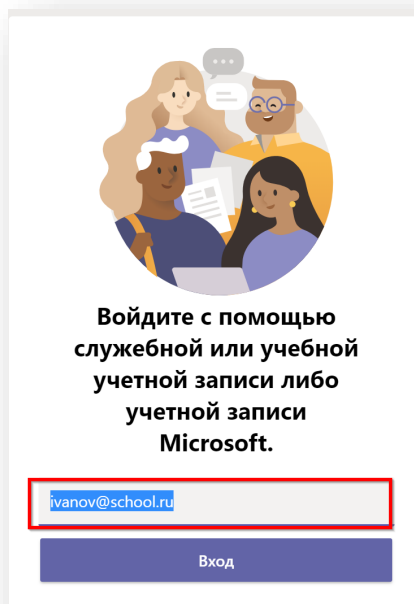 Войдите с помощью
служебной или учебной
учетной записи либо
учетной записи
Microsoft.
ivanov@school.ru
Вход